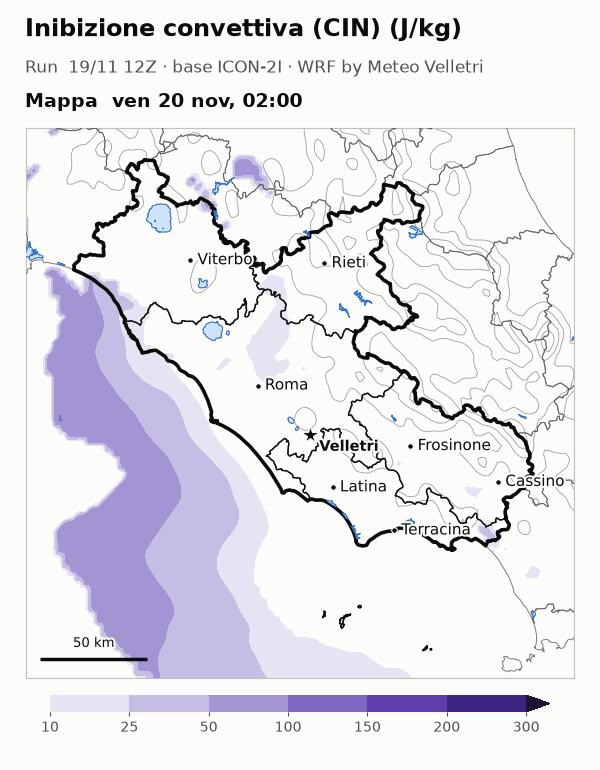 Inibizione convettiva (CIN) (J/kg)
Run 19/11 12Z · base ICON-2I · WRF by Meteo Velletri
Mappa ven 20 nov, 02:00
Viterbo
Rieti
Roma
Velletri
Frosinone
Latina
Cassino
Terracina
50 km
10 25 50 100 150 200 300